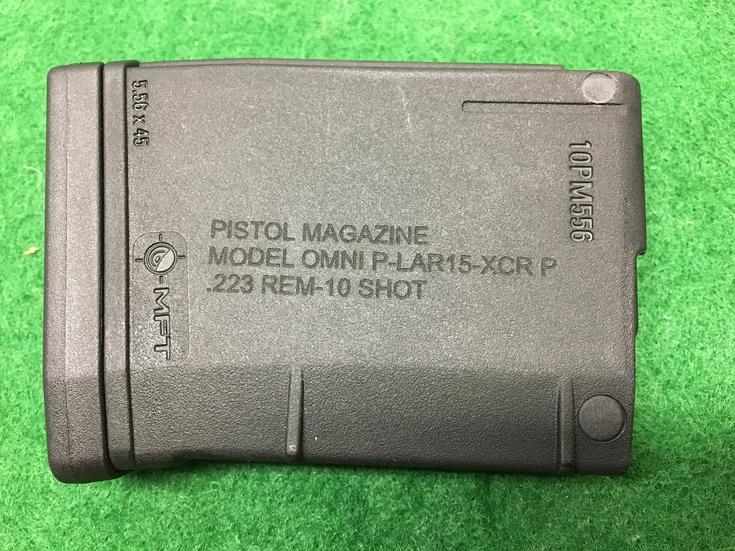 5.56 x 45
10PM556
PISTOL MAGAZINE
MODEL OMNI P-LAR15-XCR P
.223 REM-10 SHOT
MFT